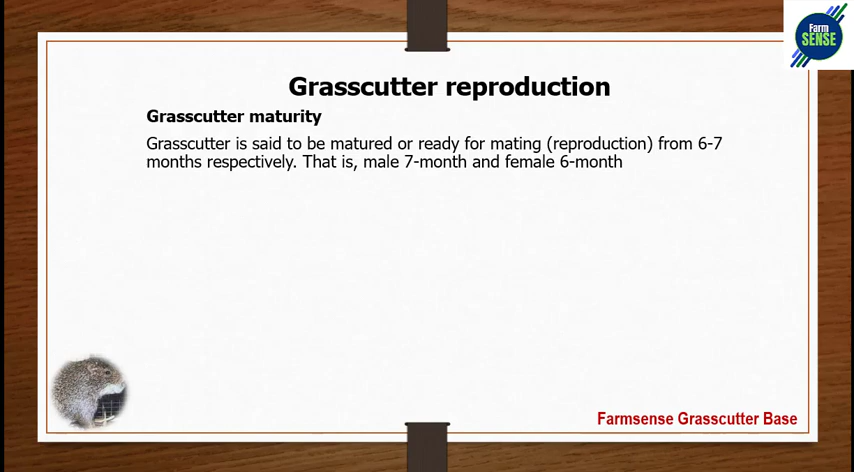 Farm
SENSE
Grasscutter reproduction
Grasscutter maturity
Grasscutter is said to be matured or ready for mating (reproduction) from 6-7
months respectively. That is, male 7-month and female 6-month
Farmsense Grasscutter Base